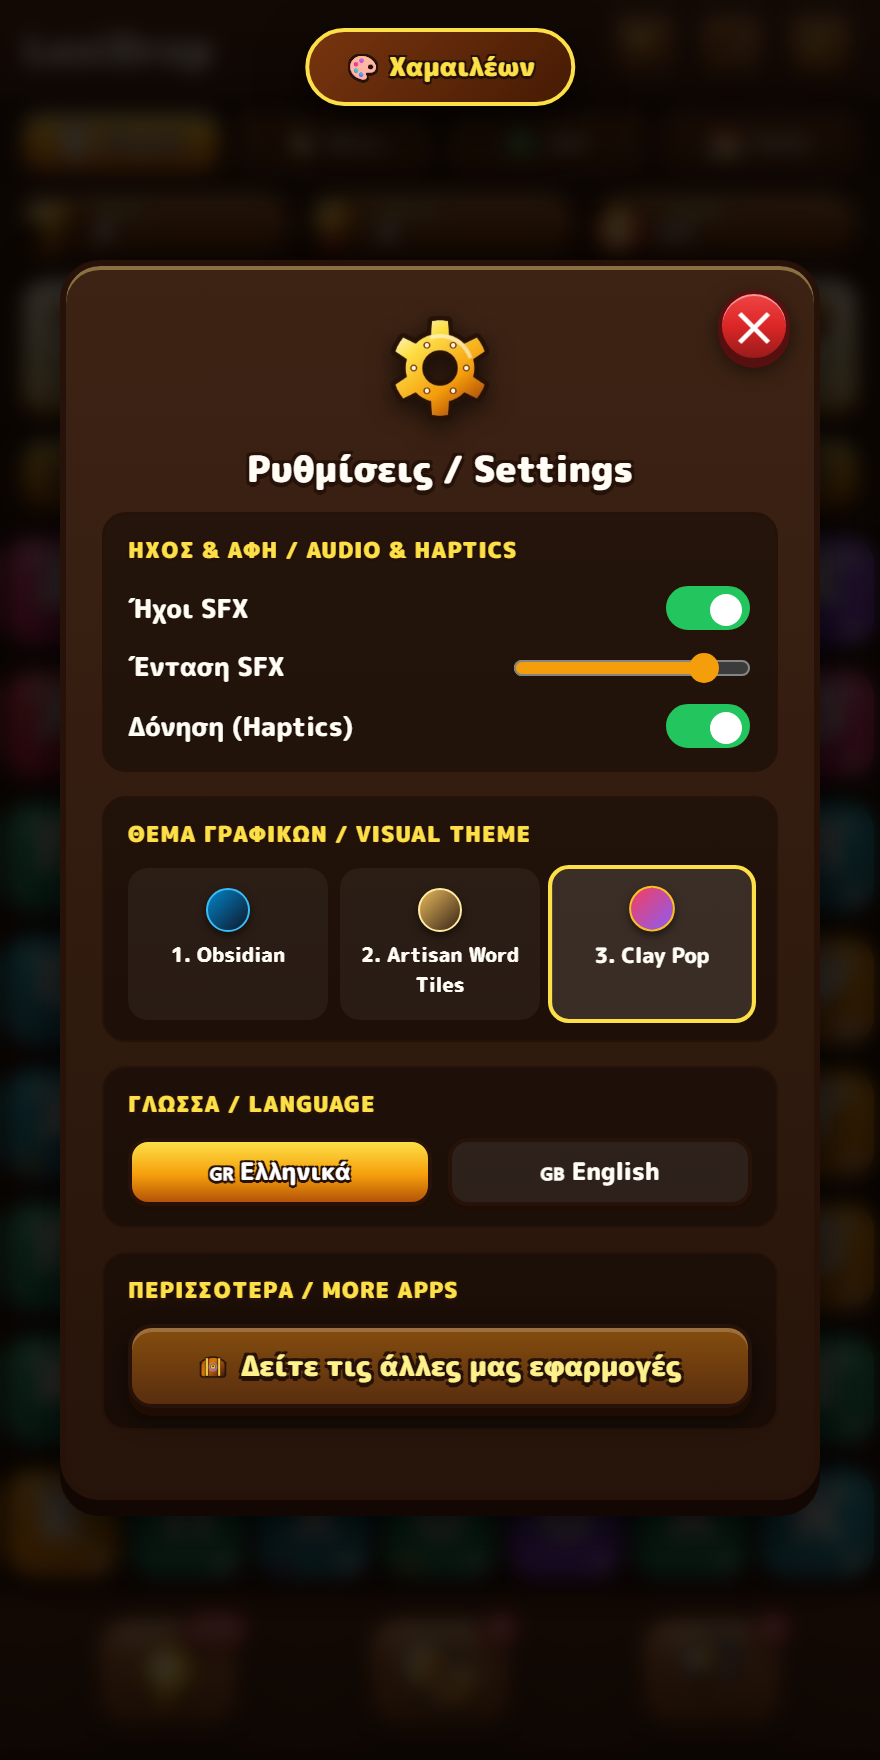 Χαμαιλέων
Ρυθμίσεις / Settings
ΗΧΟΣ & ΑΦΗ / AUDIO & HAPTICS
Ήχοι SFX
Ένταση SFX
Δόνηση (Haptics)
ΘΕΜΑ ΓΡΑΦΙΚΩΝ / VISUAL THEME
1. Obsidian
2. Artisan Word
Tiles
3. Clay Pop
ΓΛΩΣΣΑ / LANGUAGE
GR Ελληνικά
GB English
ΠΕΡΙΣΣΟΤΕΡΑ / MORE APPS
Δείτε τις άλλες μας εφαρμογές